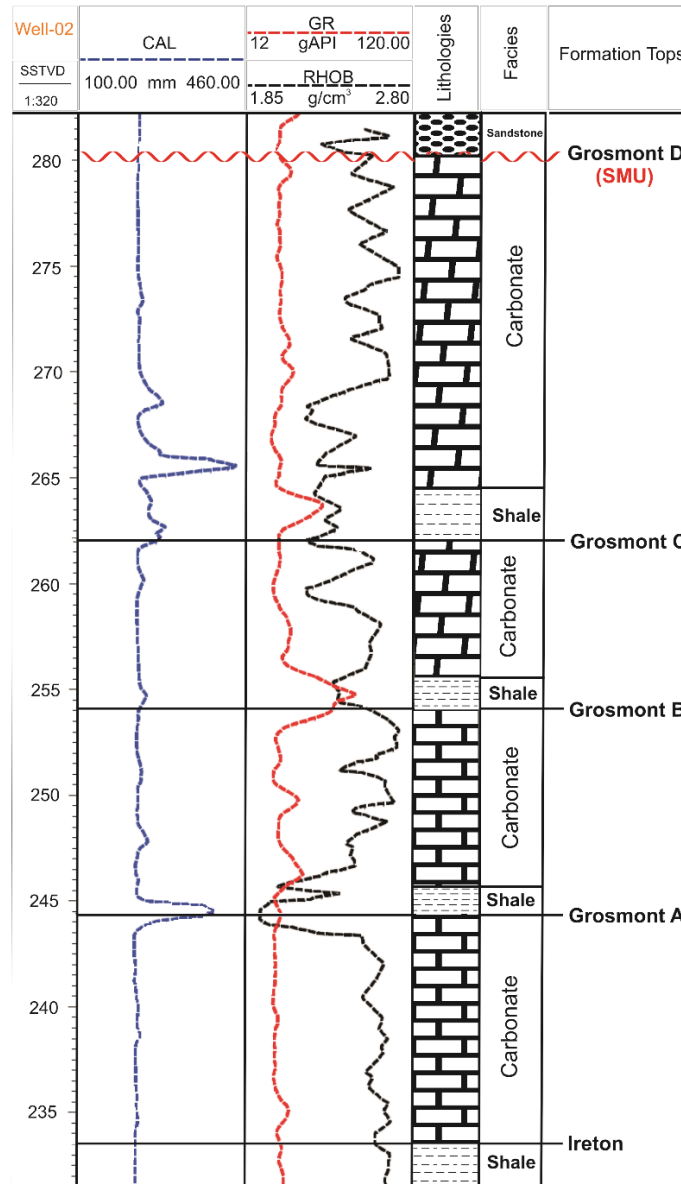 Well-02
SSTVD
1:320
CAL
100.00 mm 460.00
GR
12 gAPI 120.00
RHOB
1.85 g/cm³ 2.80
Lithologies
Facies
Formation Tops
Sandstone
280
Grosmont D
(SMU)
Carbonate
275
270
265
Shale
Grosmont C
260
Carbonate
255
Shale
Grosmont B
250
Carbonate
245
Shale
Grosmont A
240
Carbonate
235
Ireton
Shale